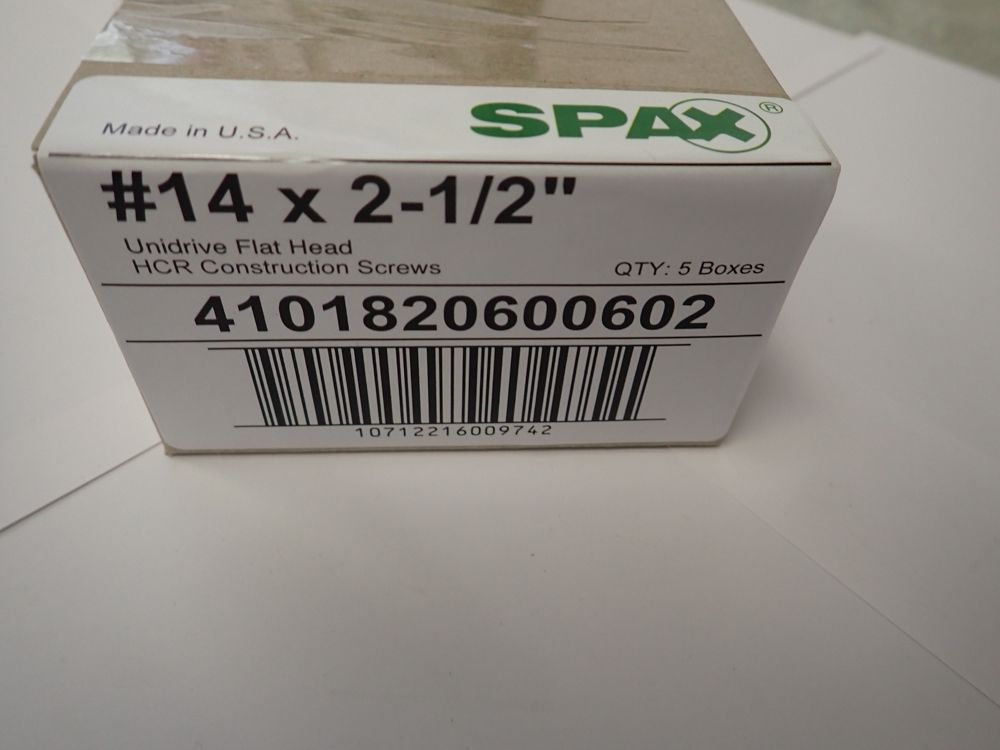 Made in U.S.A.
SPAX®
#14 x 2-1/2"
Unidrive Flat Head
HCR Construction Screws
QTY: 5 Boxes
4101820600602
10712216009742